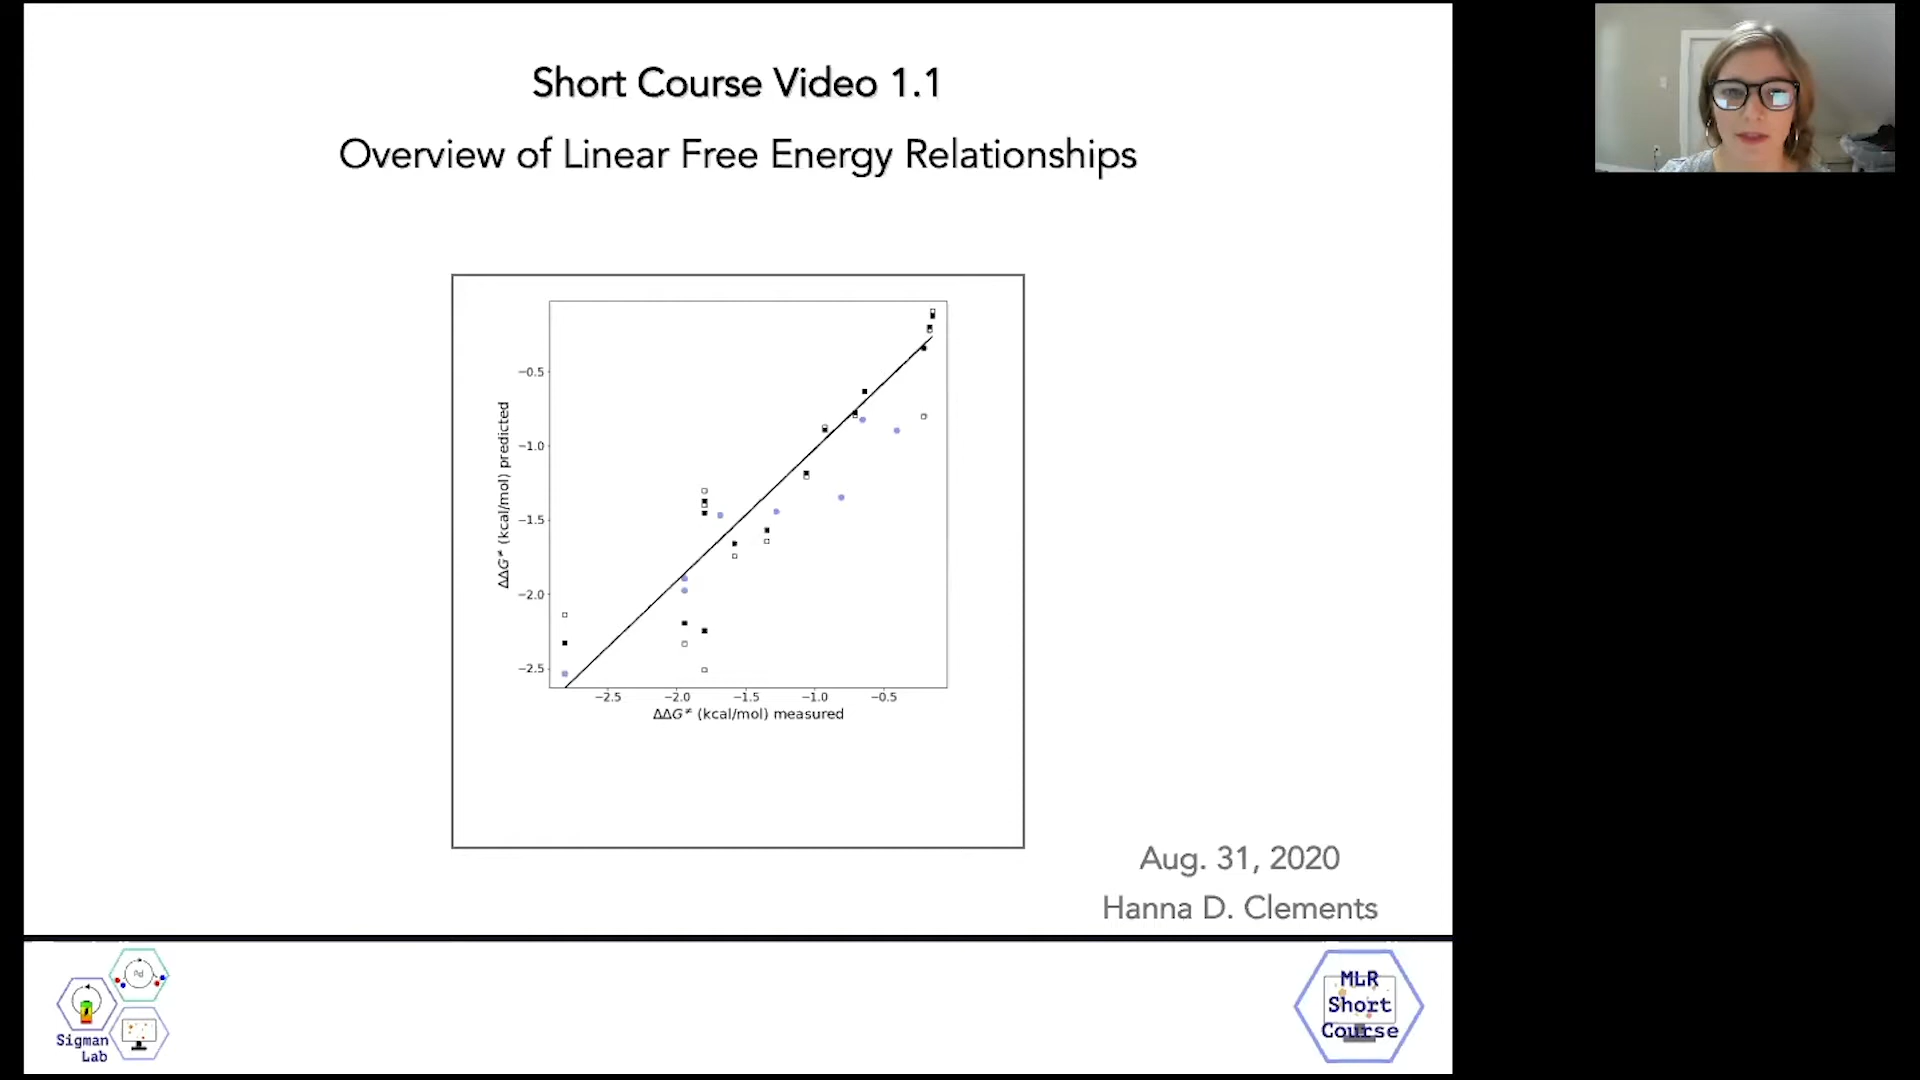 Short Course Video 1.1
Overview of Linear Free Energy Relationships
−0.5
−1.0
−1.5
−2.0
−2.5
ΔΔG≠ (kcal/mol) predicted
−2.5 −2.0 −1.5 −1.0 −0.5
ΔΔG≠ (kcal/mol) measured
Aug. 31, 2020
Hanna D. Clements
Pd
Sigman
Lab
MLR
Short
Course